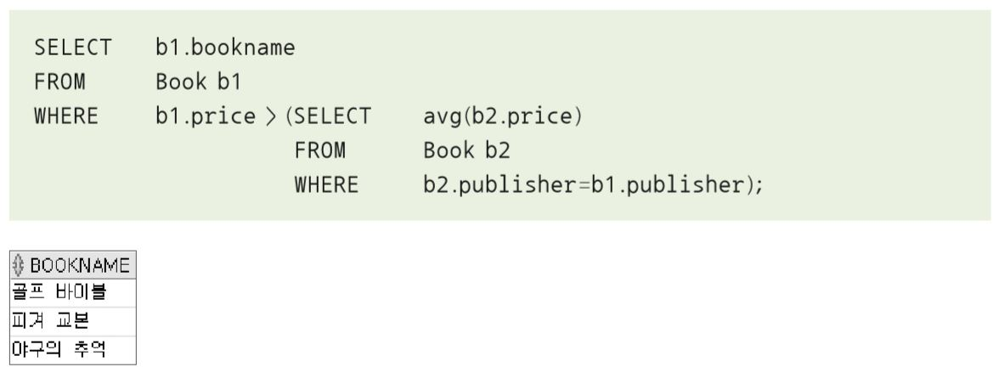 SELECT b1.bookname
FROM Book b1
WHERE b1.price > (SELECT avg(b2.price)
FROM Book b2
WHERE b2.publisher=b1.publisher);
BOOKNAME
골프 바이블
피겨 교본
야구의 추억